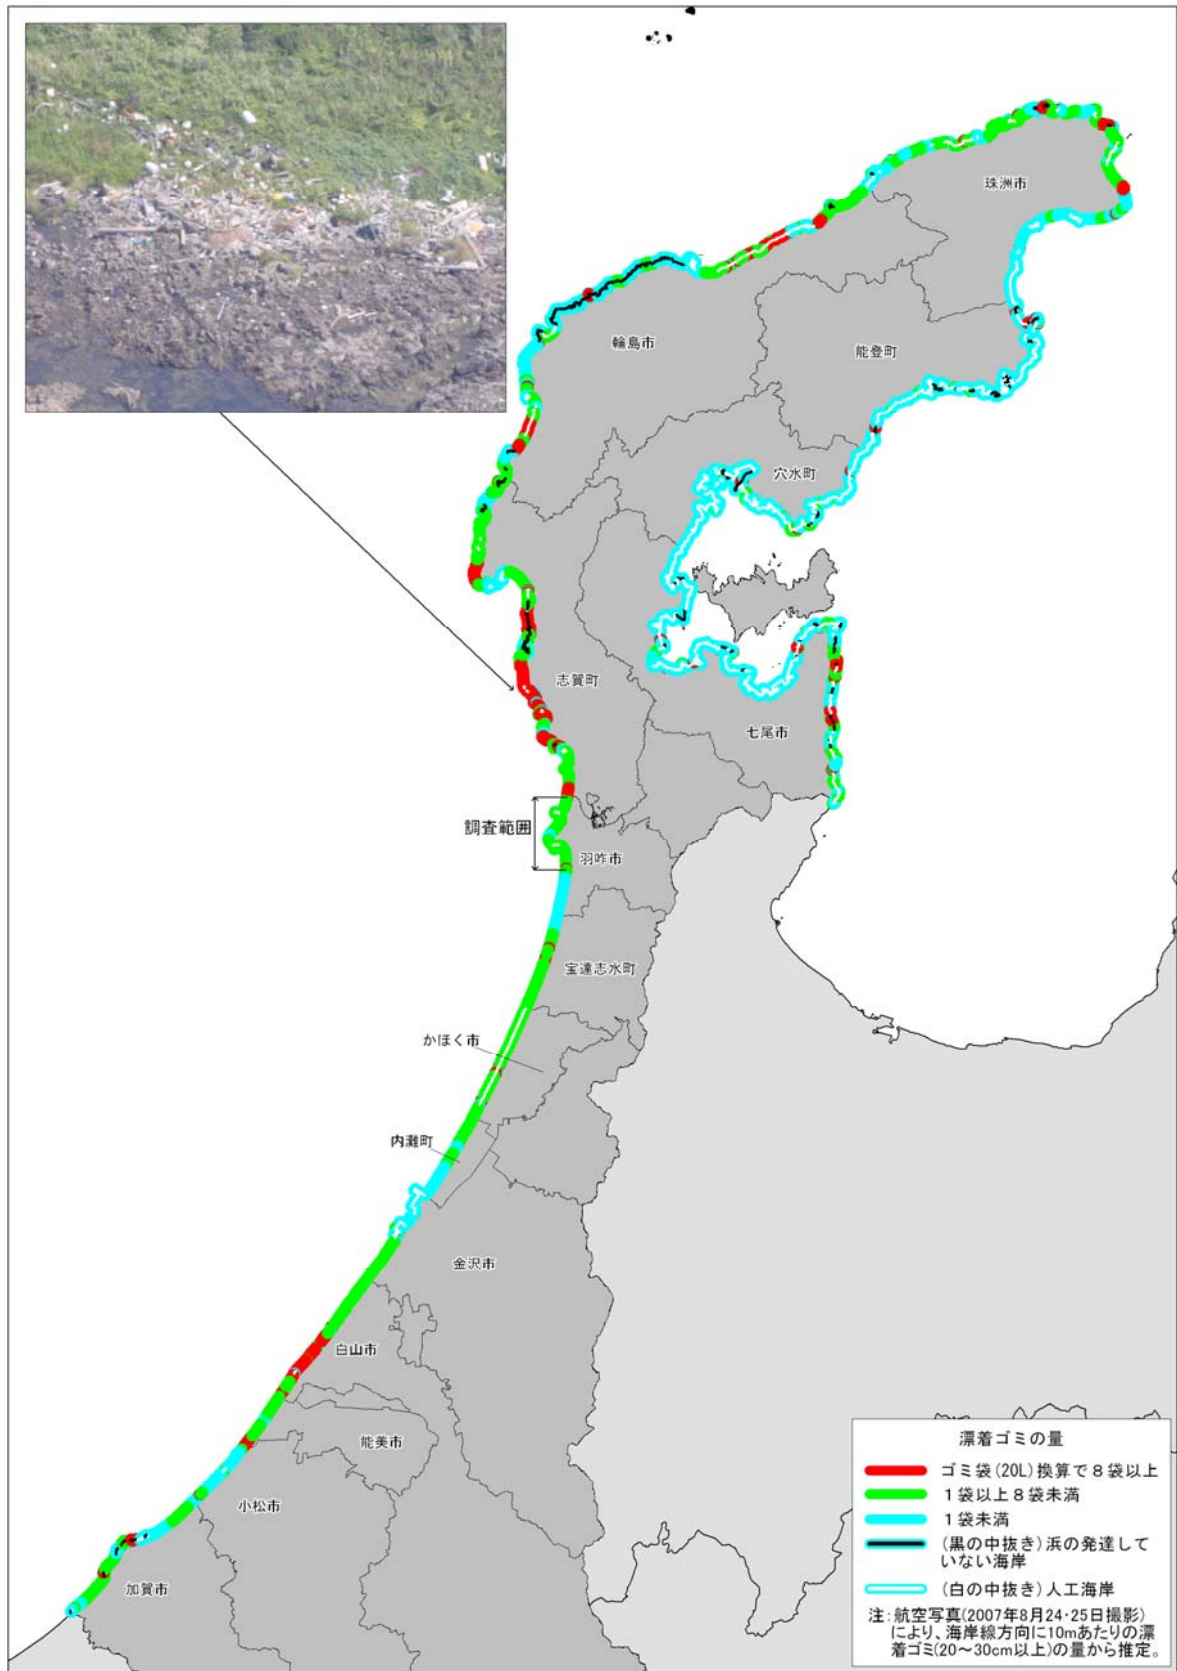 珠洲市
輪島市
能登町
穴水町
志賀町
七尾市
調査範囲
羽咋市
宝達志水町
かほく市
内灘町
金沢市
白山市
能美市
小松市
加賀市
漂着ゴミの量
ゴミ袋(20L)換算で８袋以上
１袋以上８袋未満
１袋未満
(黒の中抜き)浜の発達して
いない海岸
(白の中抜き)人工海岸
注:航空写真(2007年8月24・25日撮影)
により、海岸線方向に10mあたりの漂
着ゴミ(20～30cm以上)の量から推定。